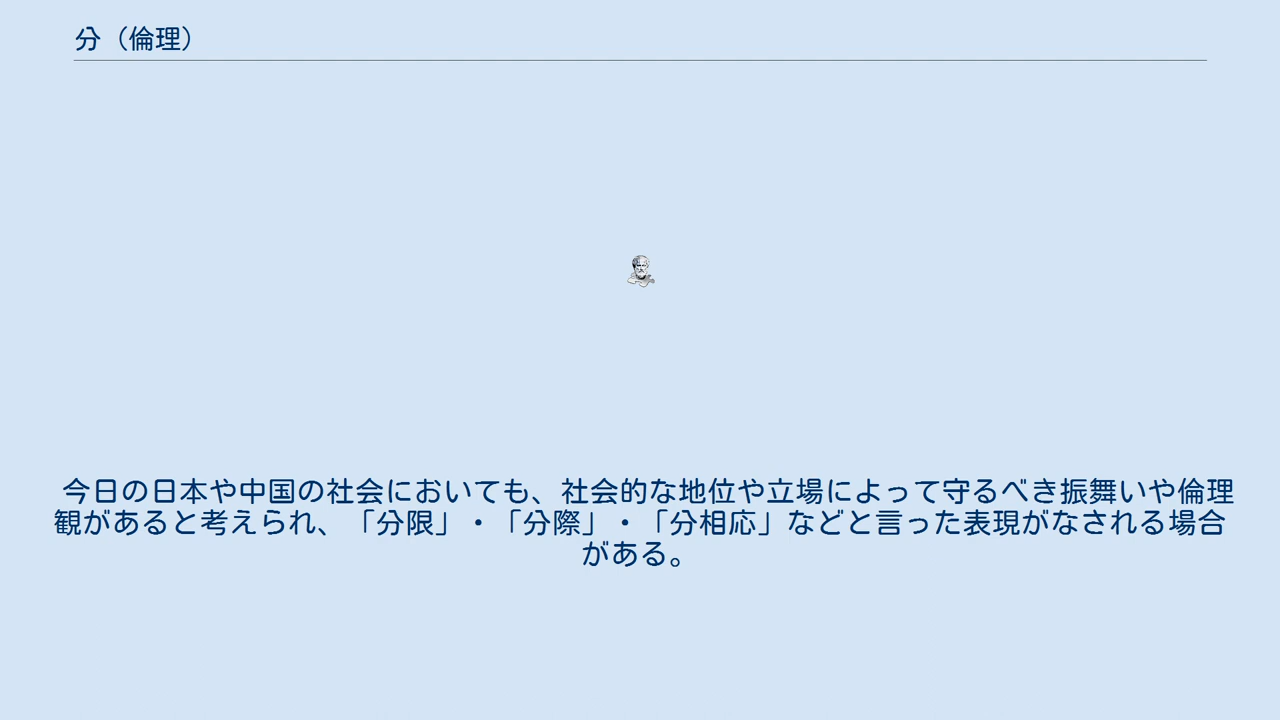 分（倫理）
今日の日本や中国の社会においても、社会的な地位や立場によって守るべき振舞いや倫理
観があると考えられ、「分限」・「分際」・「分相応」などと言った表現がなされる場合
がある。